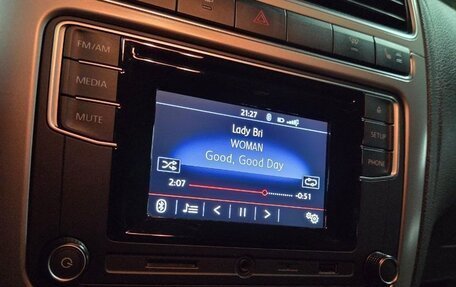 FM/AM
MEDIA
MUTE
21:27
Lady Bri
WOMAN
Good, Good Day
2:07
-0:51
SETUP
PHONE